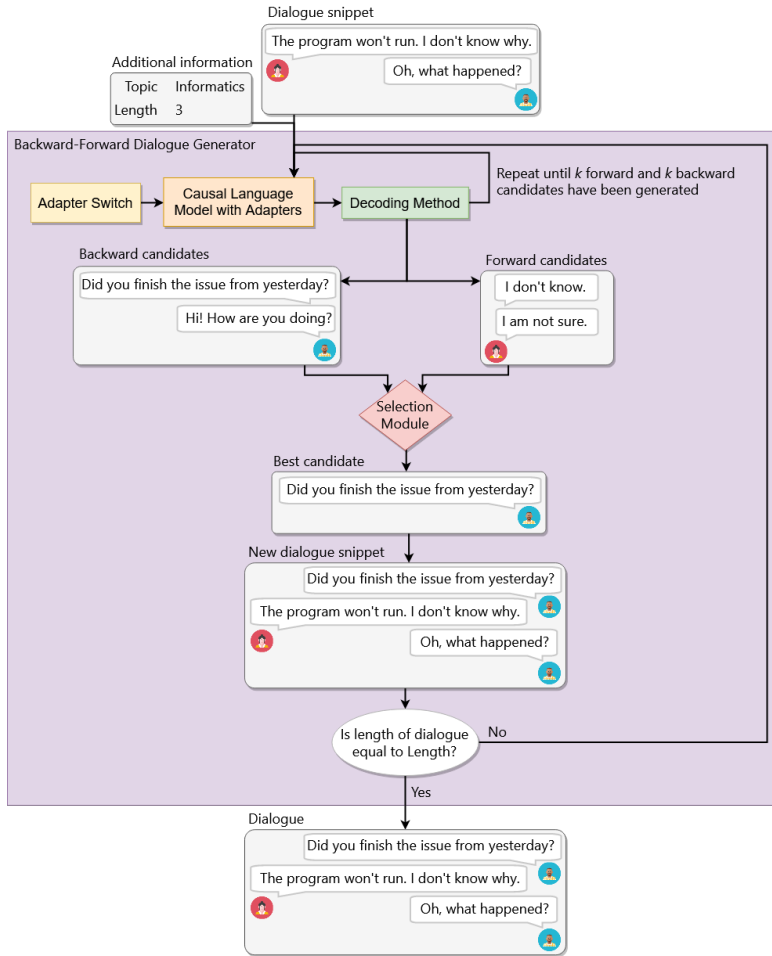 Dialogue snippet
The program won't run. I don't know why.
Oh, what happened?
Additional information
Topic Informatics
Length 3
Backward-Forward Dialogue Generator
Repeat until k forward and k backward
candidates have been generated
Adapter Switch
Causal Language
Model with Adapters
Decoding Method
Backward candidates
Did you finish the issue from yesterday?
Hi! How are you doing?
Forward candidates
I don't know.
I am not sure.
Selection
Module
Best candidate
Did you finish the issue from yesterday?
New dialogue snippet
Did you finish the issue from yesterday?
The program won't run. I don't know why.
Oh, what happened?
Is length of dialogue
equal to Length?
No
Yes
Dialogue
Did you finish the issue from yesterday?
The program won't run. I don't know why.
Oh, what happened?